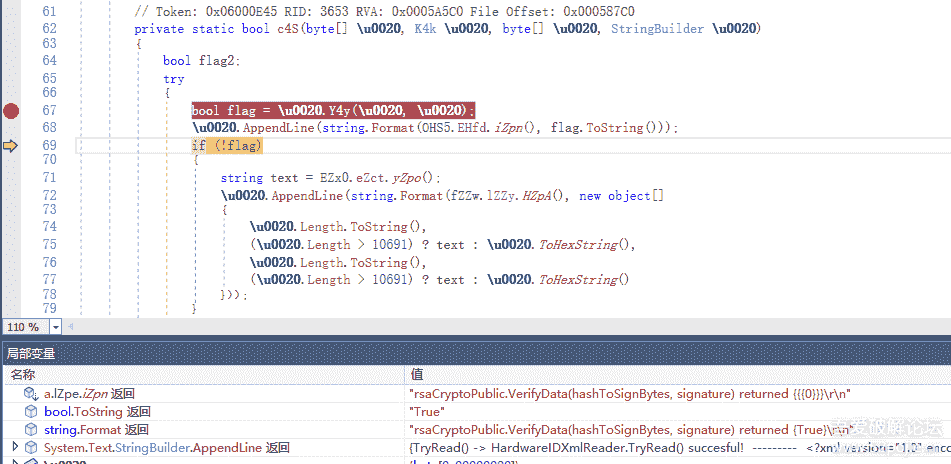 61 // Token: 0x06000E45 RID: 3653 RVA: 0x0005A5C0 File Offset: 0x000587C0
62 private static bool c4S(byte[] \u0020, K4k \u0020, byte[] \u0020, StringBuilder \u0020)
63 {
64 bool flag2;
65 try
66 {
67 bool flag = \u0020.Y4y(\u0020, \u0020);
68 \u0020.AppendLine(string.Format(OHS5.EHfd.iZpn(), flag.ToString()));
69 if (!flag)
70 {
71 string text = EZx0.eZct.yZpo();
72 \u0020.AppendLine(string.Format(fZZw.lZZy.HZpA(), new object[]
73 {
74 \u0020.Length.ToString(),
75 (\u0020.Length > 10691) ? text : \u0020.ToHexString(),
76 \u0020.Length.ToString(),
77 (\u0020.Length > 10691) ? text : \u0020.ToHexString()
78 }));
79 }
110 %
局部变量
名称 值
a.lZpe.iZpn 返回 "rsaCryptoPublic.VerifyData(hashToSignBytes, signature) returned {{{0}}}\r\n"
bool.ToString 返回 "True"
string.Format 返回 "rsaCryptoPublic.VerifyData(hashToSignBytes, signature) returned {True}\r\n"
System.Text.StringBuilder.AppendLine 返回 {TryRead() -> HardwareIDXmlReader.TryRead() succesful! --------- <?xml version="1.0" enc